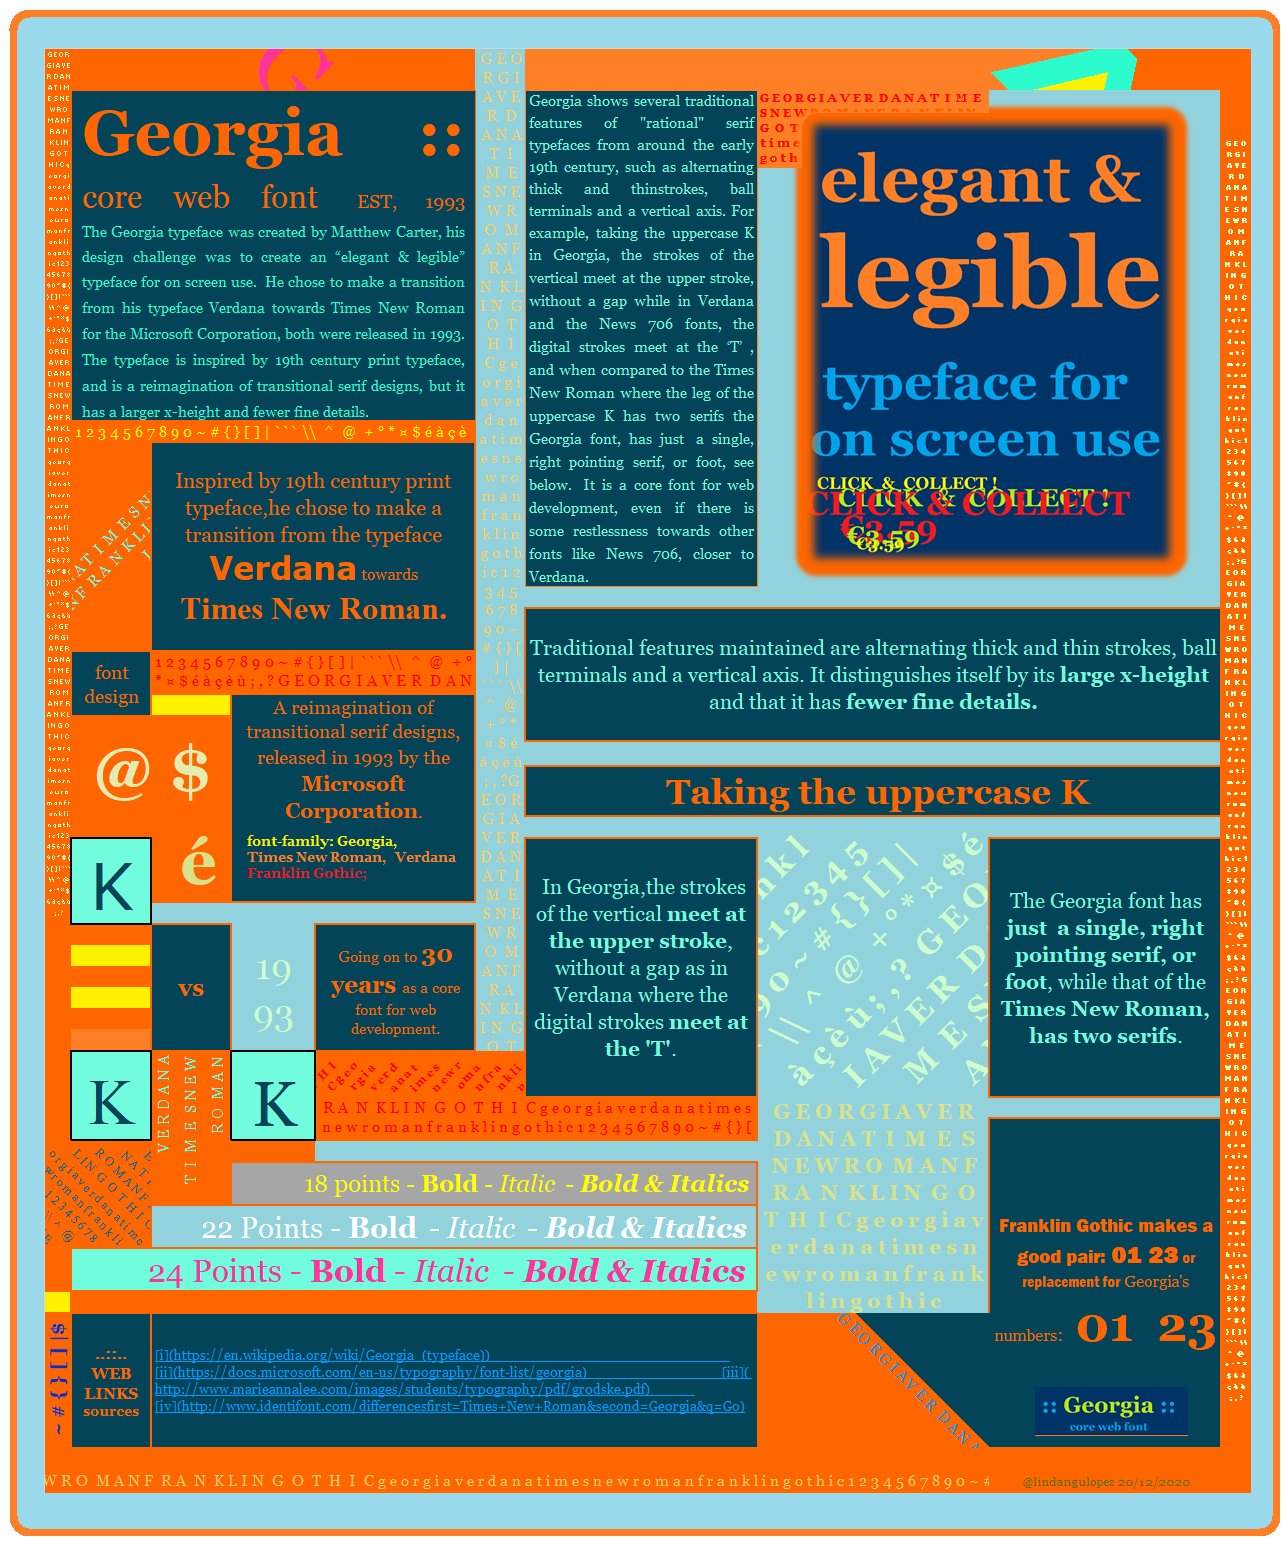 Georgia ::
core web font EST, 1993
The Georgia typeface was created by Matthew Carter, his
design challenge was to create an “elegant & legible”
typeface for on screen use. He chose to make a transition
from his typeface Verdana towards Times New Roman
for the Microsoft Corporation, both were released in 1993.
The typeface is inspired by 19th century print typeface,
and is a reimagination of transitional serif designs, but it
has a larger x-height and fewer fine details.
1 2 3 4 5 6 7 8 9 0 ~ # { } [ ] | ` ` ` \\ ^ @ + ° * ¤ $ é à ç è
Inspired by 19th century print
typeface,he chose to make a
transition from the typeface
Verdana towards
Times New Roman.
font
design
1 2 3 4 5 6 7 8 9 0 ~ # { } [ ] | ` ` ` \\ ^ @ + °
* ¤ $ é à ç è ù ; , ? G E O R G I A V E R D A N
A reimagination of
transitional serif designs,
released in 1993 by the
Microsoft
Corporation.
font-family: Georgia,
Times New Roman, Verdana
Franklin Gothic;
@ $
é
K
vs
19
93
Going on to 30
years as a core
font for web
development.
K
VERDANA
TIMESNEW
ROMAN
K
Georgia shows several traditional
features of "rational" serif
typefaces from around the early
19th century, such as alternating
thick and thinstrokes, ball
terminals and a vertical axis. For
example, taking the uppercase K
in Georgia, the strokes of the
vertical meet at the upper stroke,
without a gap while in Verdana
and the News 706 fonts, the
digital strokes meet at the ‘T’ ,
and when compared to the Times
New Roman where the leg of the
uppercase K has two serifs the
Georgia font, has just a single,
right pointing serif, or foot, see
below. It is a core font for web
development, even if there is
some restlessness towards other
fonts like News 706, closer to
Verdana.
G E O R G I A V E R D A N A T I M E
elegant &
legible
typeface for
on screen use
CLICK & COLLECT !
CLICK & COLLECT !
CLICK & COLLECT
€3.59
€3.59
€3.59
Traditional features maintained are alternating thick and thin strokes, ball
terminals and a vertical axis. It distinguishes itself by its large x-height
and that it has fewer fine details.
Taking the uppercase K
In Georgia,the strokes
of the vertical meet at
the upper stroke,
without a gap as in
Verdana where the
digital strokes meet at
the 'T'.
The Georgia font has
just a single, right
pointing serif, or
foot, while that of the
Times New Roman,
has two serifs.
R A N K L I N G O T H I C g e o r g i a v e r d a n a t i m e s
n e w r o m a n f r a n k l i n g o t h i c 1 2 3 4 5 6 7 8 9 0 ~ # { } [
G E O R G I A V E R
D A N A T I M E S
N E W R O M A N F
R A N K L I N G O
T H I C g e o r g i a v
e r d a n a t i m e s n
e w r o m a n f r a n k
l i n g o t h i c
18 points - Bold - Italic - Bold & Italics
22 Points - Bold - Italic - Bold & Italics
24 Points - Bold - Italic - Bold & Italics
Franklin Gothic makes a
good pair: 01 23 or
replacement for Georgia's
numbers: 01 23
~ # { } [ ] | $
..::..
WEB
LINKS
sources
[i](https://en.wikipedia.org/wiki/Georgia_(typeface))
[ii](https://docs.microsoft.com/en-us/typography/font-list/georgia) [iii](
http://www.marieannalee.com/images/students/typography/pdf/grodske.pdf)
[iv](http://www.identifont.com/differencesfirst=Times+New+Roman&second=Georgia&q=Go)
G E O R G I A V E R D A N A
:: Georgia ::
core web font
W R O M A N F R A N K L I N G O T H I C g e o r g i a v e r d a n a t i m e s n e w r o m a n f r a n k l i n g o t h i c 1 2 3 4 5 6 7 8 9 0 ~ #
@lindangulopez 20/12/2020